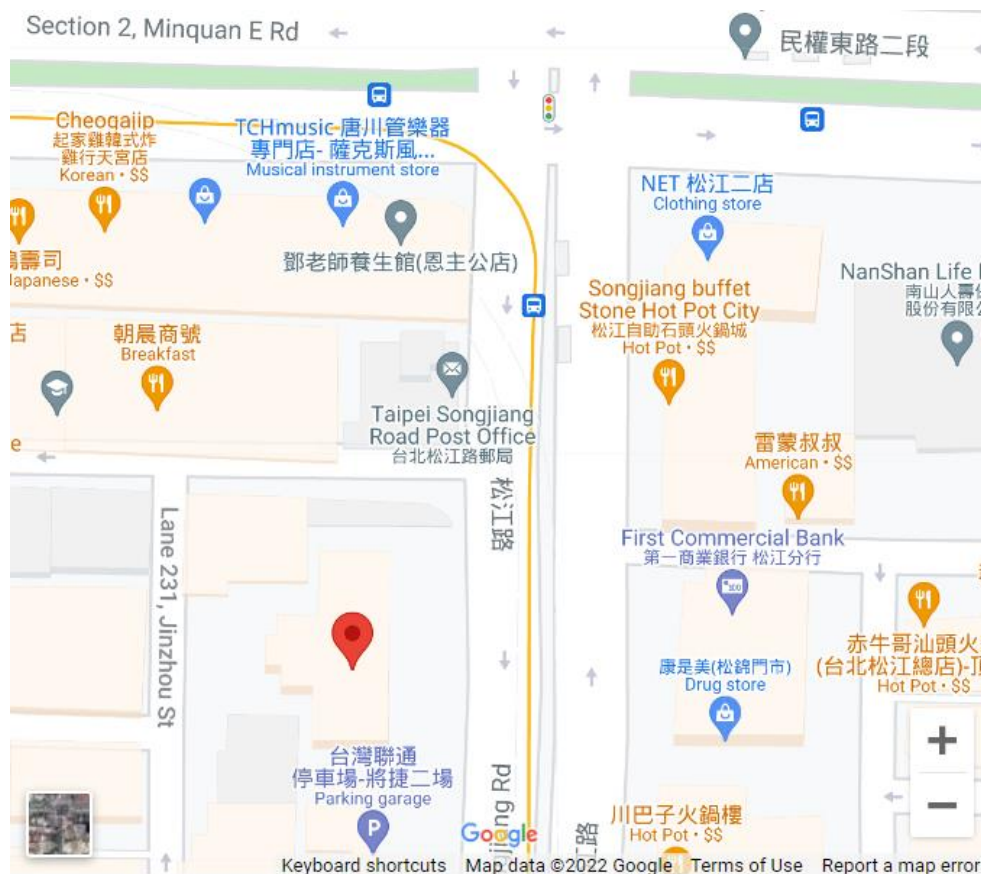 Section 2, Minquan E Rd
民權東路二段
Cheogajip
起家雞韓式炸
雞行天宮店
Korean • $$
TCHmusic 唐川管樂器
專門店- 薩克斯風...
Musical instrument store
NET 松江二店
Clothing store
鄧老師養生館(恩主公店)
壽司
Japanese • $$
NanShan Life
南山人壽
股份有限
Songjiang buffet
Stone Hot Pot City
松江自助石頭火鍋城
Hot Pot • $$
店
朝晨商號
Breakfast
Taipei Songjiang
Road Post Office
台北松江路郵局
e
雷蒙叔叔
American • $$
松江路
First Commercial Bank
第一商業銀行 松江分行
Lane 231, Jinzhou St
赤牛哥汕頭火
(台北松江總店)-
Hot Pot • $$
康是美(松錦門市)
Drug store
台灣聯通
停車場-將捷二場
Parking garage
P
+
−
川巴子火鍋樓
Hot Pot • $$
gjiang Rd
江路
Google
Keyboard shortcuts Map data ©2022 Google Terms of Use Report a map error